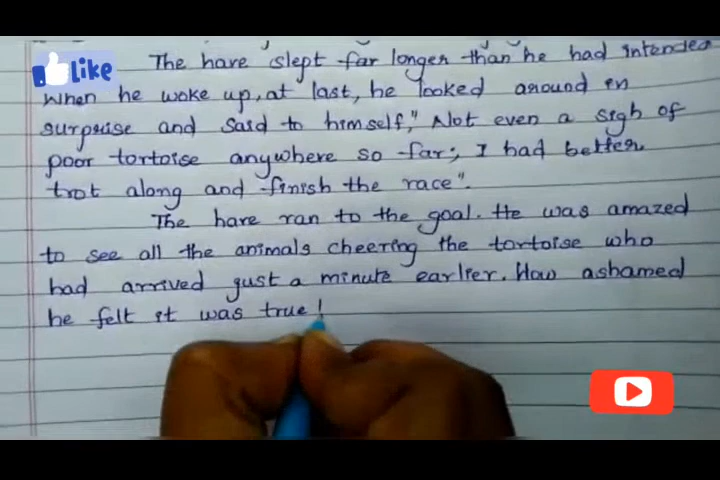 Like
The hare slept far longer than he had intended
When he woke up, at last, he looked around in
surprise and said to himself," Not even a sigh of
poor tortoise anywhere so far; I had better
trot along and finish the race".
The hare ran to the goal. He was amazed
to see all the animals cheering the tortoise who
had arrived just a minute earlier. How ashamed
he felt it was true!